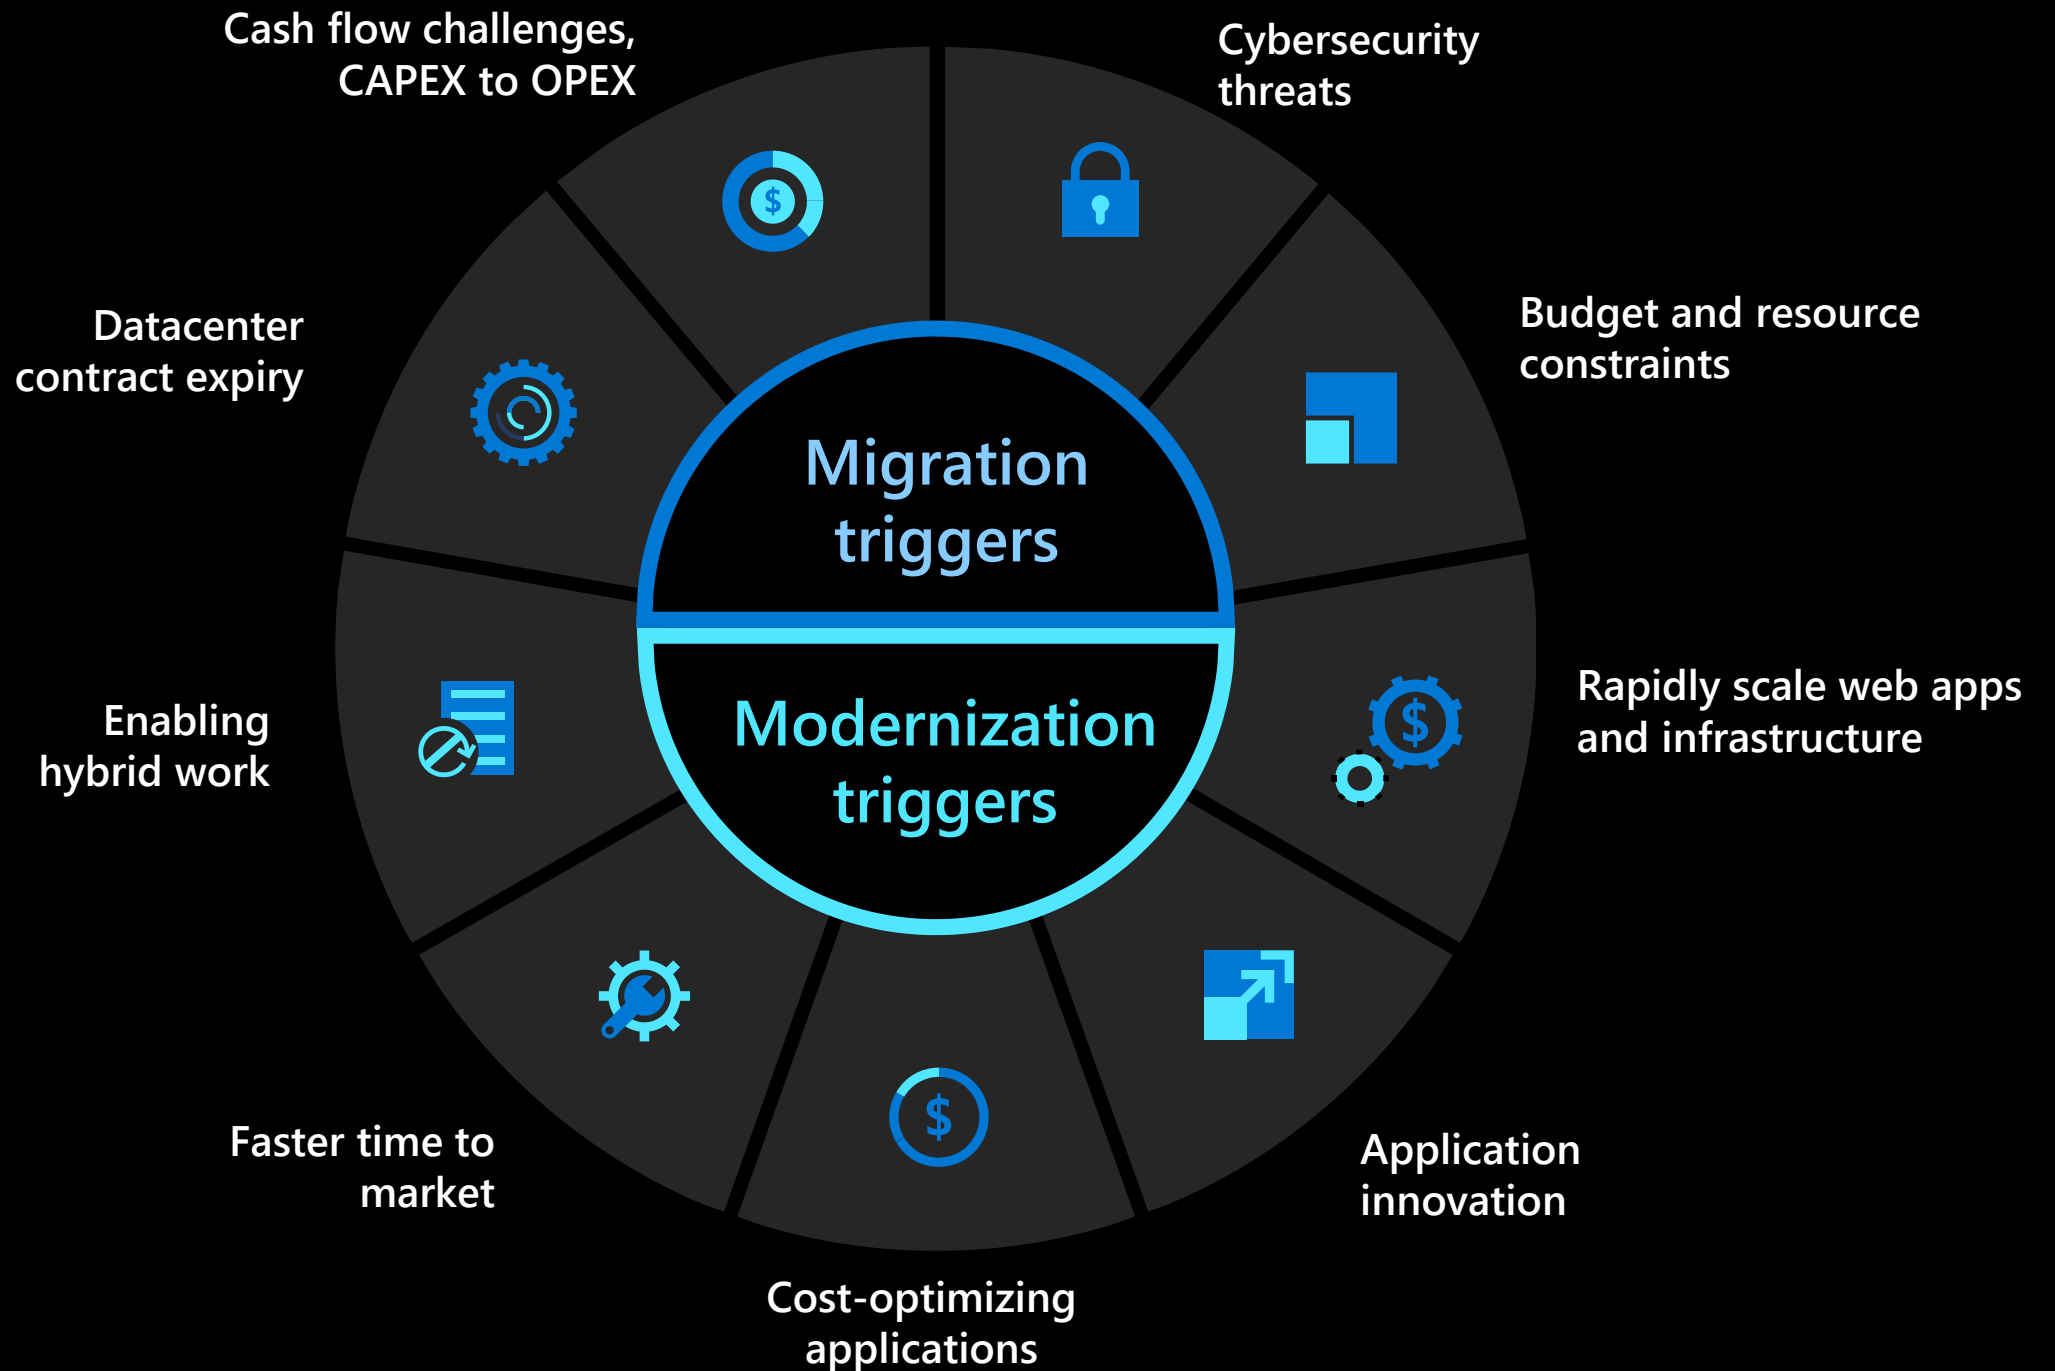 Cash flow challenges,
CAPEX to OPEX
Cybersecurity
threats
Datacenter
contract expiry
Budget and resource
constraints
$
Migration
triggers
Enabling
hybrid work
Modernization
triggers
Rapidly scale web apps
and infrastructure
$
Faster time to
market
$
Application
innovation
Cost-optimizing
applications